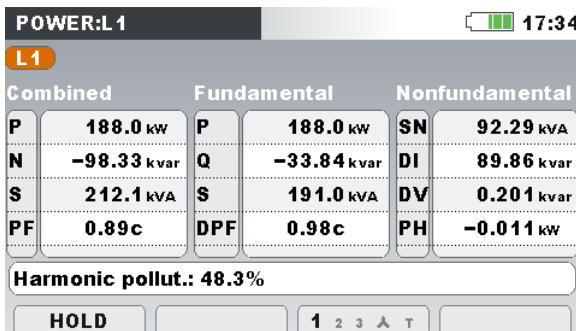 POWER:L1 17:34
L1
Combined Fundamental Nonfundamental
P 188.0 kW P 188.0 kW SN 92.29 kVA
N −98.33 kvar Q −33.84 kvar DI 89.86 kvar
S 212.1 kVA S 191.0 kVA DV 0.201 kvar
PF 0.89c DPF 0.98c PH −0.011 kW
Harmonic pollut.: 48.3%
HOLD 1 2 3 人 T